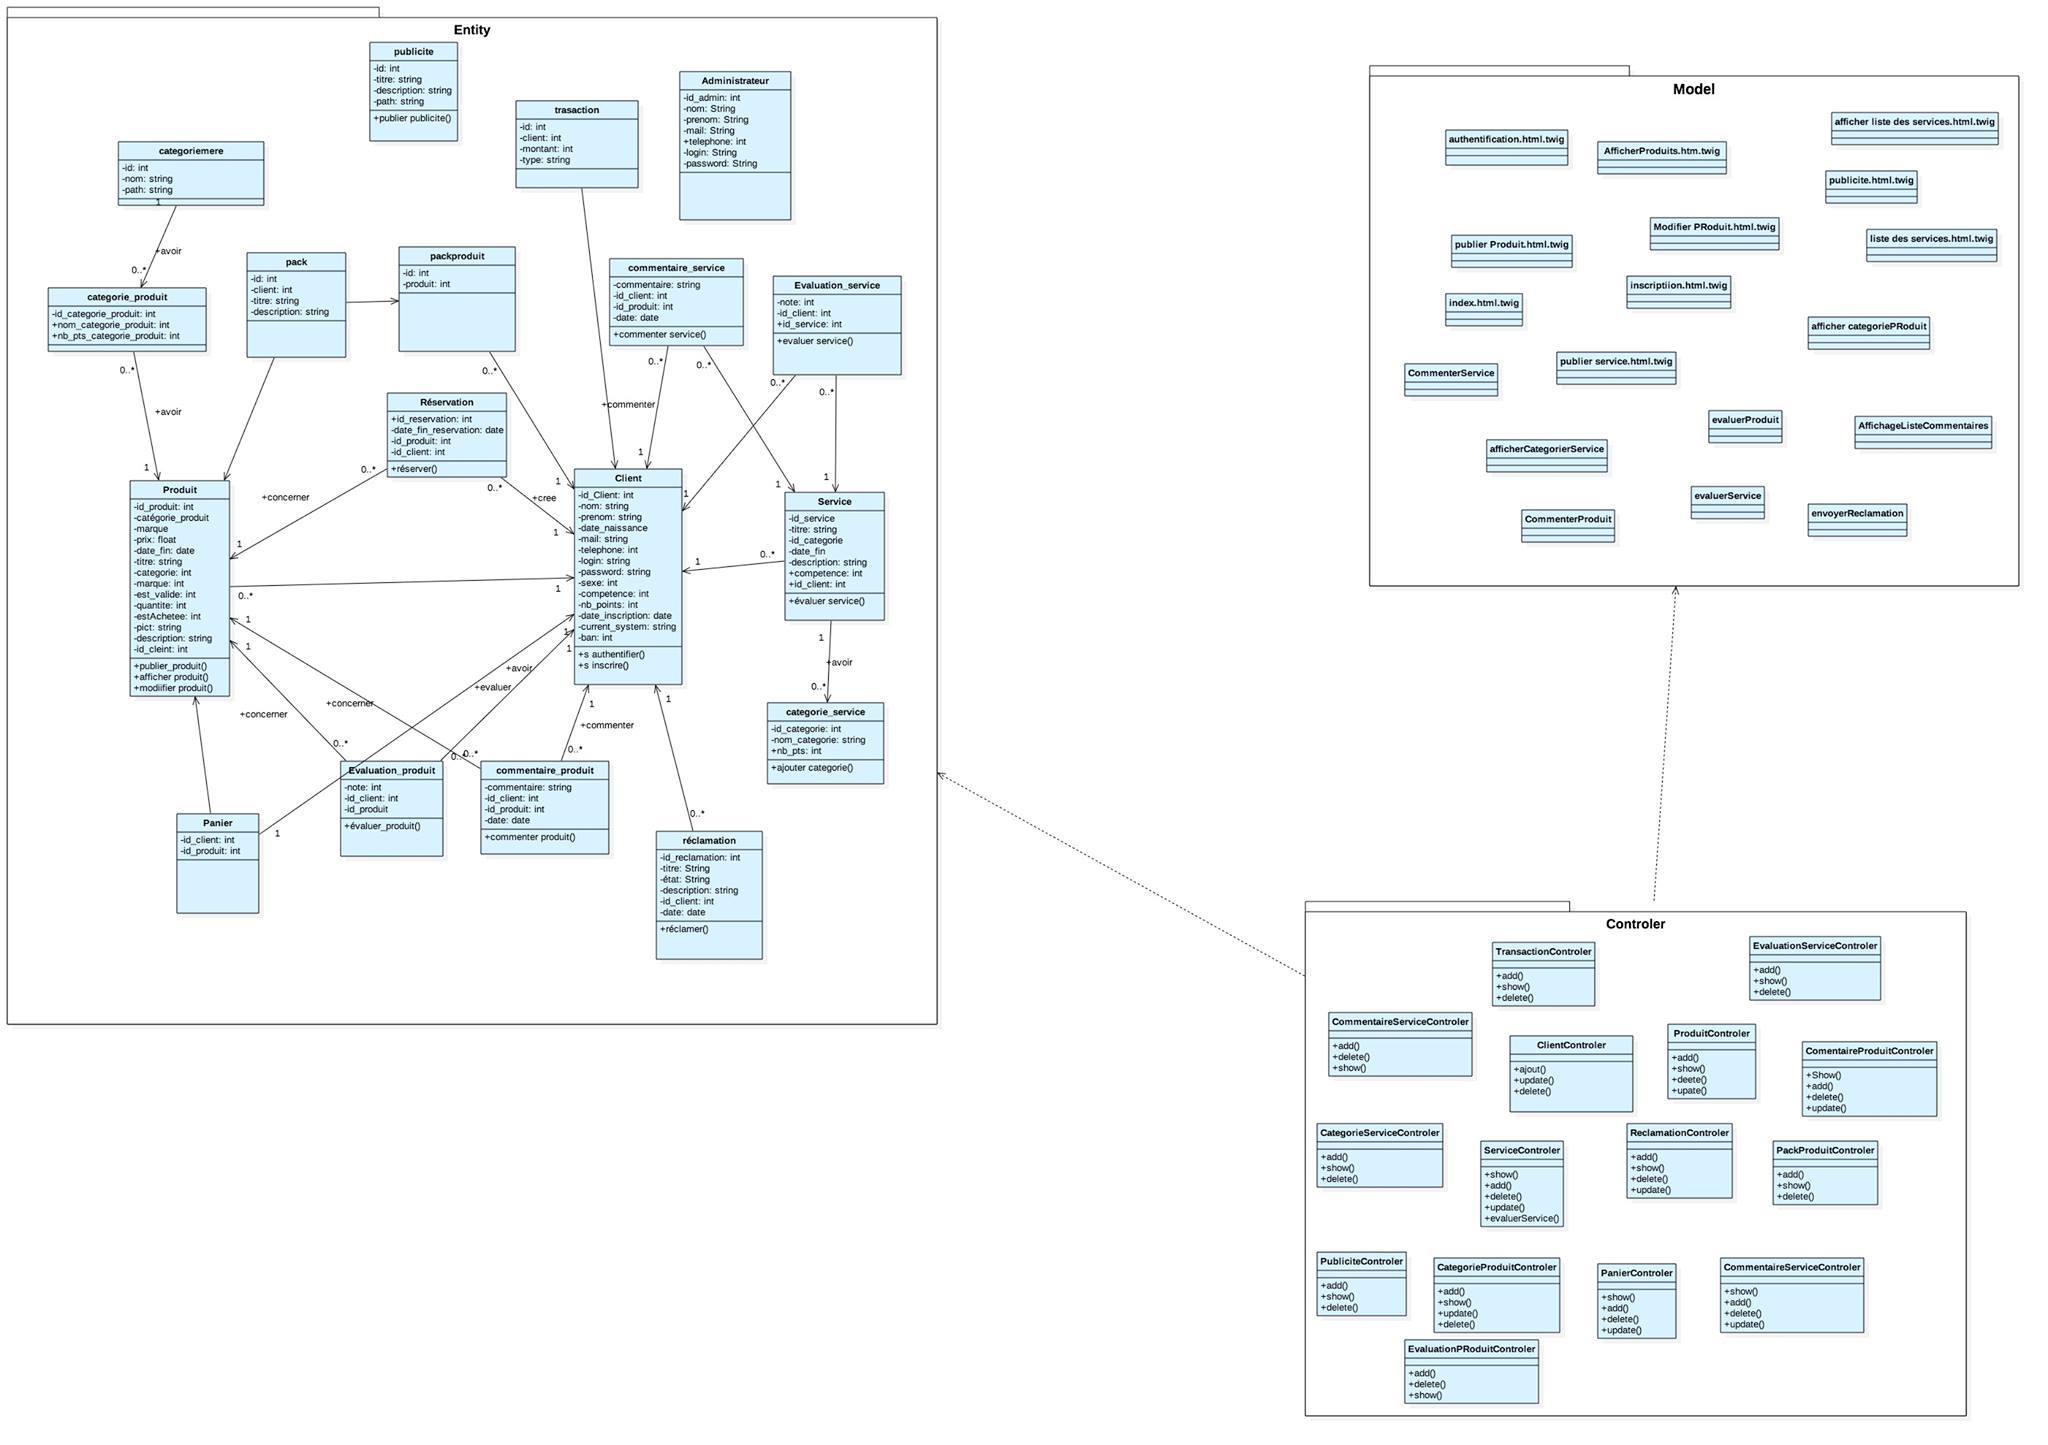 Entity
publicite
-id: int
-titre: string
-description: string
-path: string
+publier publicite()
Administrateur
-id_admin: int
-nom: String
-prenom: String
-mail: String
+telephone: int
-login: String
-password: String
trasaction
-id: int
-client: int
-montant: int
-type: string
categoriemere
-id: int
-nom: string
-path: string
1
+avoir
0..*
categorie_produit
-id_categorie_produit: int
+nom_categorie_produit: int
+nb_pts_categorie_produit: int
0..*
+avoir
1
pack
-id: int
-client: int
-titre: string
-description: string
packproduit
-id: int
-produit: int
0..*
1
commentaire_service
-commentaire: string
-id_client: int
-id_produit: int
-date: date
+commenter service()
0..*
0..*
+commenter
1
1
Evaluation_service
-note: int
-id_client: int
+id_service: int
+evaluer service()
0..*
0..*
1
1
Réservation
+id_reservation: int
-date_fin_reservation: date
-id_produit: int
-id_client: int
+réserver()
0..*
+concerner
1
0..*
+cree
1
Produit
-id_produit: int
-catégorie_produit
-marque
-prix: float
-date_fin: date
-titre: string
-categorie: int
-marque: int
-est_valide: int
-quantite: int
-estAchetee: int
-pict: string
-description: string
-id_cleint: int
+publier_produit()
+afficher produit()
+modiifier produit()
0..*
1
1
1
Client
-id_Client: int
-nom: string
-prenom: string
-date_naissance
-mail: string
-telephone: int
-login: string
-password: string
-sexe: int
-competence: int
-nb_points: int
-date_inscription: date
-current_system: string
-ban: int
+s authentifier()
+s inscrire()
1
1
Service
-id_service
-titre: string
-id_categorie
-date_fin
-description: string
+competence: int
+id_client: int
+évaluer service()
0..*
1
1
+avoir
0..*
categorie_service
-id_categorie: int
-nom_categorie: string
+nb_pts: int
+ajouter categorie()
+avoir
+evaluer
+concerner
+concerner
0..*
0..*
0..*
+commenter
1
0..*
1
0..*
Panier
-id_client: int
-id_produit: int
1
Evaluation_produit
-note: int
-id_client: int
-id_produit
+évaluer_produit()
commentaire_produit
-commentaire: string
-id_client: int
-id_produit: int
-date: date
+commenter produit()
réclamation
-id_reclamation: int
-titre: String
-état: String
-description: string
-id_client: int
-date: date
+réclamer()
Model
authentification.html.twig
AfficherProduits.htm.twig
afficher liste des services.html.twig
publicite.html.twig
publier Produit.html.twig
Modifier PRoduit.html.twig
liste des services.html.twig
index.html.twig
inscriptiion.html.twig
afficher categoriePRoduit
CommenterService
publier service.html.twig
evaluerProduit
AffichageListeCommentaires
afficherCategorierService
evaluerService
CommenterProduit
envoyerReclamation
Controler
TransactionControler
+add()
+show()
+delete()
EvaluationServiceControler
+add()
+show()
+delete()
CommentaireServiceControler
+add()
+delete()
+show()
ClientControler
+ajout()
+update()
+delete()
ProduitControler
+add()
+show()
+deete()
+upate()
ComentaireProduitControler
+Show()
+add()
+delete()
+update()
CategorieServiceControler
+add()
+show()
+delete()
ServiceControler
+show()
+add()
+delete()
+update()
+evaluerService()
ReclamationControler
+add()
+show()
+delete()
+update()
PackProduitControler
+add()
+show()
+delete()
PubliciteControler
+add()
+show()
+delete()
CategorieProduitControler
+add()
+show()
+update()
+delete()
PanierControler
+show()
+add()
+delete()
+update()
CommentaireServiceControler
+show()
+add()
+delete()
+update()
EvaluationPRoduitControler
+add()
+delete()
+show()